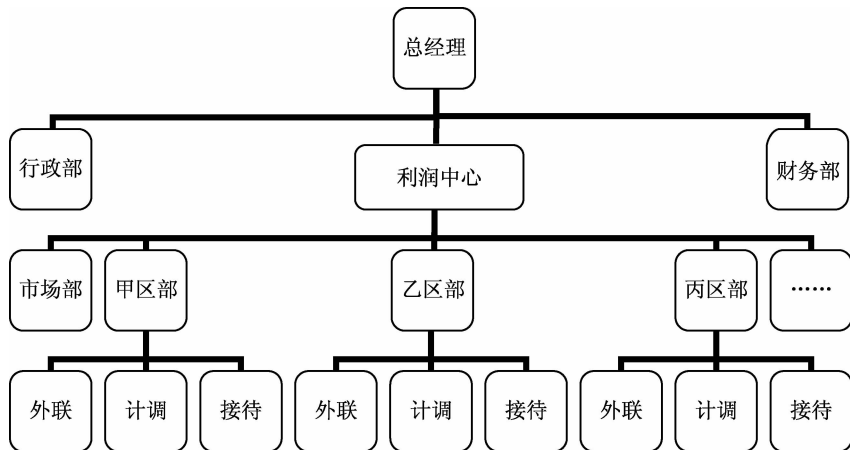 总经理
行政部
利润中心
财务部
市场部
甲区部
乙区部
丙区部
……
外联
计调
接待
外联
计调
接待
外联
计调
接待